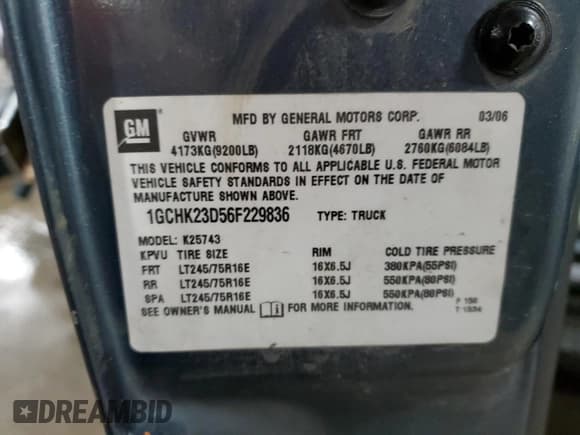 GM
MFD BY GENERAL MOTORS CORP. 03/06
GVWR GAWR FRT GAWR RR
4173KG(9200LB) 2118KG(4670LB) 2760KG(6084LB)
THIS VEHICLE CONFORMS TO ALL APPLICABLE U.S. FEDERAL MOTOR
VEHICLE SAFETY STANDARDS IN EFFECT ON THE DATE OF
MANUFACTURE SHOWN ABOVE.
1GCHK23D56F229836 TYPE: TRUCK
MODEL: K25743
KPVU TIRE SIZE RIM COLD TIRE PRESSURE
FRT LT245/75R16E 16X6.5J 380KPA(55PSI)
RR LT245/75R16E 16X6.5J 550KPA(80PSI)
SPA LT245/75R16E 16X6.5J 550KPA(80PSI)
SEE OWNER'S MANUAL i FOR MORE INFORMATION.
DREAMBID